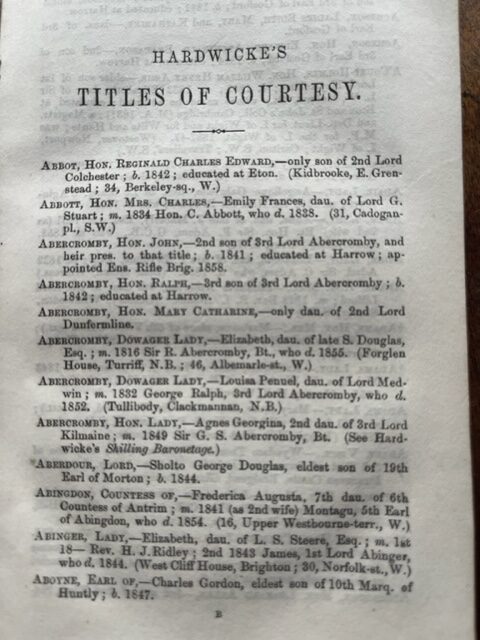 HARDWICKE'S
TITLES OF COURTESY.
ABBOT, HON. REGINALD CHARLES EDWARD,—only son of 2nd Lord
Colchester ; b. 1842 ; educated at Eton. (Kidbrooke, E. Gren-
stead ; 34, Berkeley-sq., W.)
ABBOTT, HON. MRS. CHARLES,—Emily Frances, dau. of Lord G.
Stuart ; m. 1834 Hon. C. Abbott, who d. 1838. (31, Cadogan-
pl., S.W.)
ABERCROMBY, HON. JOHN,—2nd son of 3rd Lord Abercromby, and
heir pres. to that title ; b. 1841 ; educated at Harrow ; ap-
pointed Ens. Rifle Brig. 1858.
ABERCROMBY, HON. RALPH,—3rd son of 3rd Lord Abercromby ; b.
1842 ; educated at Harrow.
ABERCROMBY, HON. MARY CATHARINE,—only dau. of 2nd Lord
Dunfermline.
ABERCROMBY, DOWAGER LADY,—Elizabeth, dau. of late S. Douglas,
Esq. ; m. 1816 Sir R. Abercromby, Bt., who d. 1855. (Forglen
House, Turriff, N.B. ; 46, Albemarle-st., W.)
ABERCROMBY, DOWAGER LADY,—Louisa Penuel, dau. of Lord Med-
win ; m. 1832 George Ralph, 3rd Lord Abercromby, who d.
1852. (Tullibody, Clackmannan, N.B.)
ABERCROMBY, HON. LADY,—Agnes Georgina, 2nd dau. of 3rd Lord
Kilmaine ; m. 1849 Sir G. S. Abercromby, Bt. (See Hard-
wicke's Shilling Baronetage.)
ABERDOUR, LORD,—Sholto George Douglas, eldest son of 19th
Earl of Morton ; b. 1844.
ABINGDON, COUNTESS OF,—Frederica Augusta, 7th dau. of 6th
Countess of Antrim ; m. 1841 (as 2nd wife) Montagu, 5th Earl
of Abingdon, who d. 1854. (16, Upper Westbourne-terr., W.)
ABINGER, LADY,—Elizabeth, dau. of L. S. Steere, Esq. ; m. 1st
18— Rev. H. J. Ridley ; 2nd 1843 James, 1st Lord Abinger,
who d. 1844. (West Cliff House, Brighton ; 30, Norfolk-st., W.)
ABOYNE, EARL OF,—Charles Gordon, eldest son of 10th Marq. of
Huntly ; b. 1847.
B